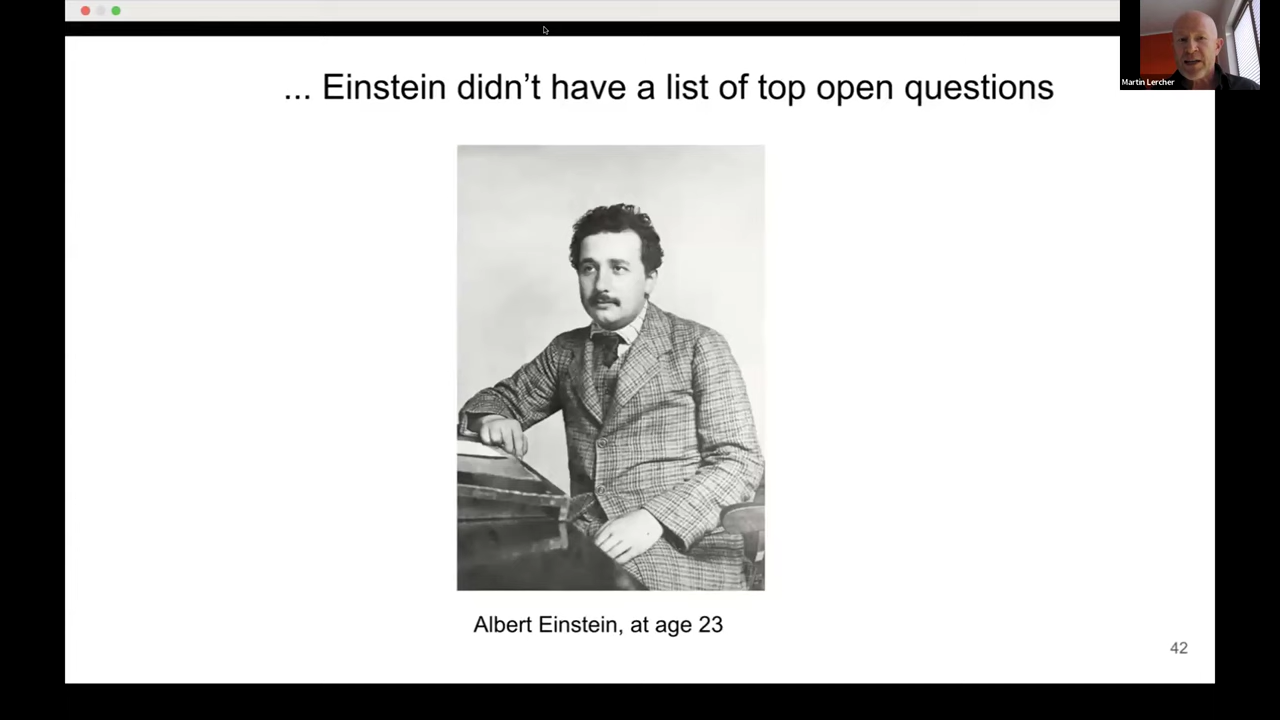 Martin Lercher
... Einstein didn’t have a list of top open questions
Albert Einstein, at age 23
42